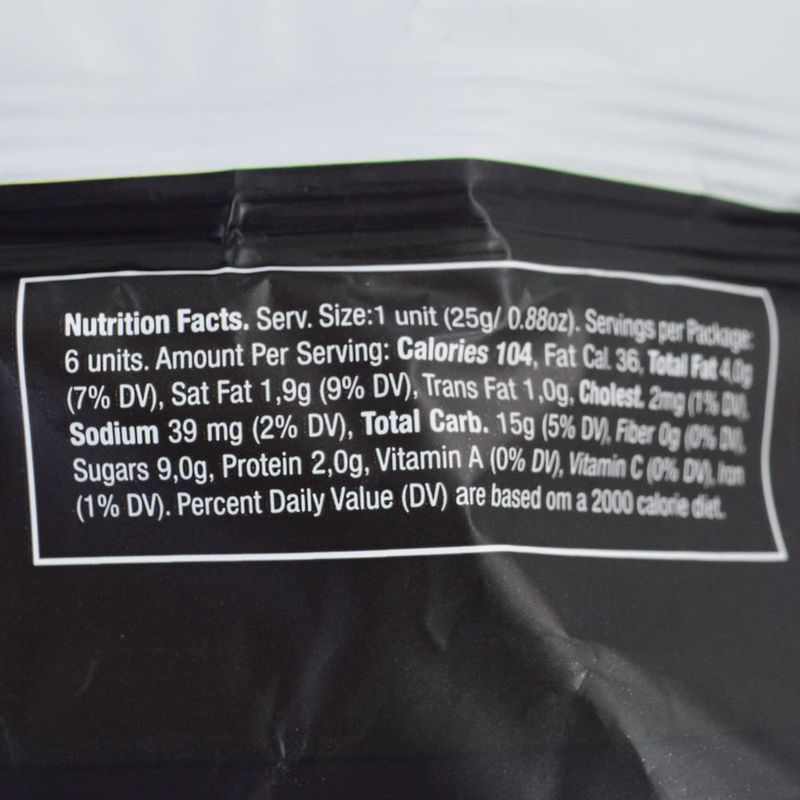 Nutrition Facts. Serv. Size:1 unit (25g/ 0.88oz). Servings per Package:
6 units. Amount Per Serving: Calories 104, Fat Cal. 36, Total Fat 4,0g
(7% DV), Sat Fat 1,9g (9% DV), Trans Fat 1,0g, Cholest. 2mg (1% DV),
Sodium 39 mg (2% DV), Total Carb. 15g (5% DV), Fiber 0g (0% DV),
Sugars 9,0g, Protein 2,0g, Vitamin A (0% DV), Vitamin C (0% DV), Iron
(1% DV). Percent Daily Value (DV) are based om a 2000 calorie diet.